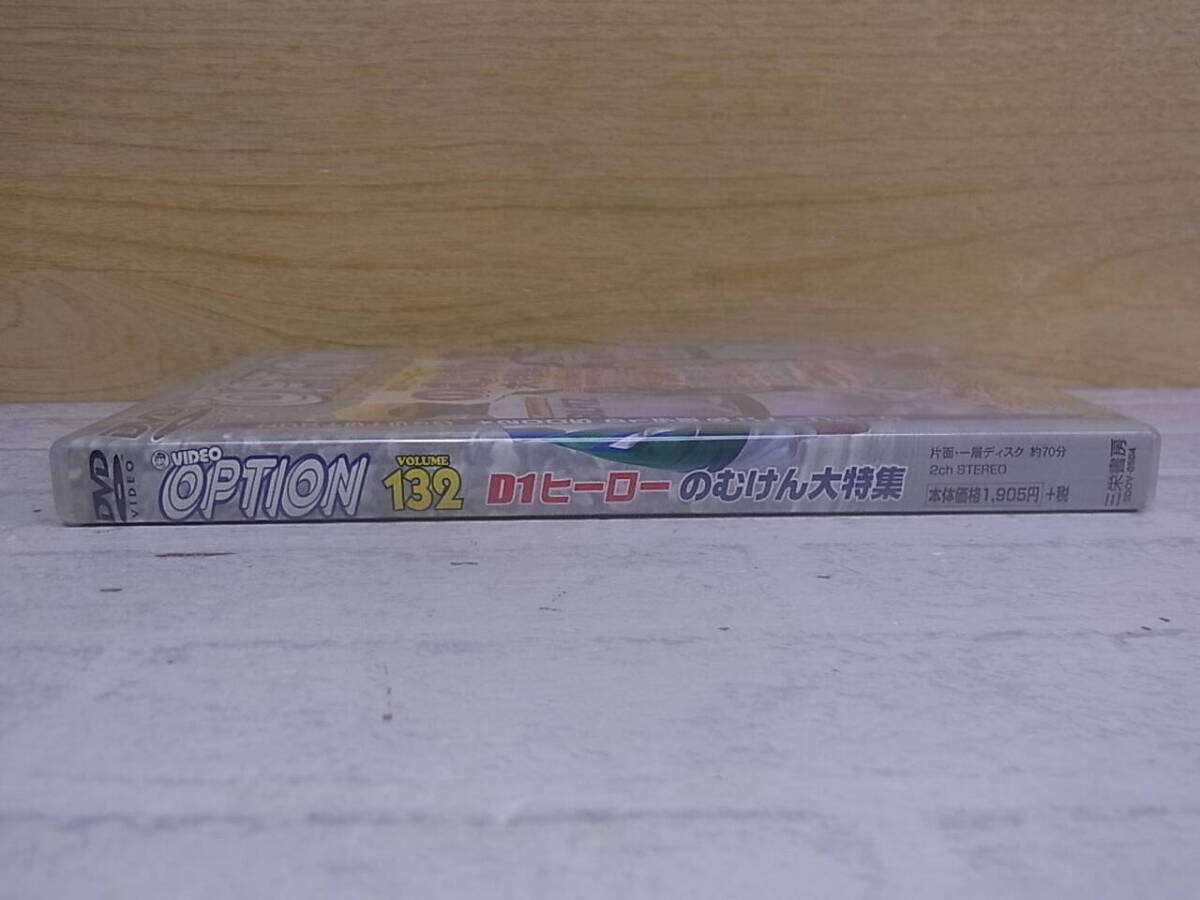 DVD
VIDEO
VIDEO
OPTION
VOLUME
132
D1ヒーロー のむけん大特集
片面・一層ディスク 約70分
2ch STEREO
本体価格1,905円+税
三栄書房